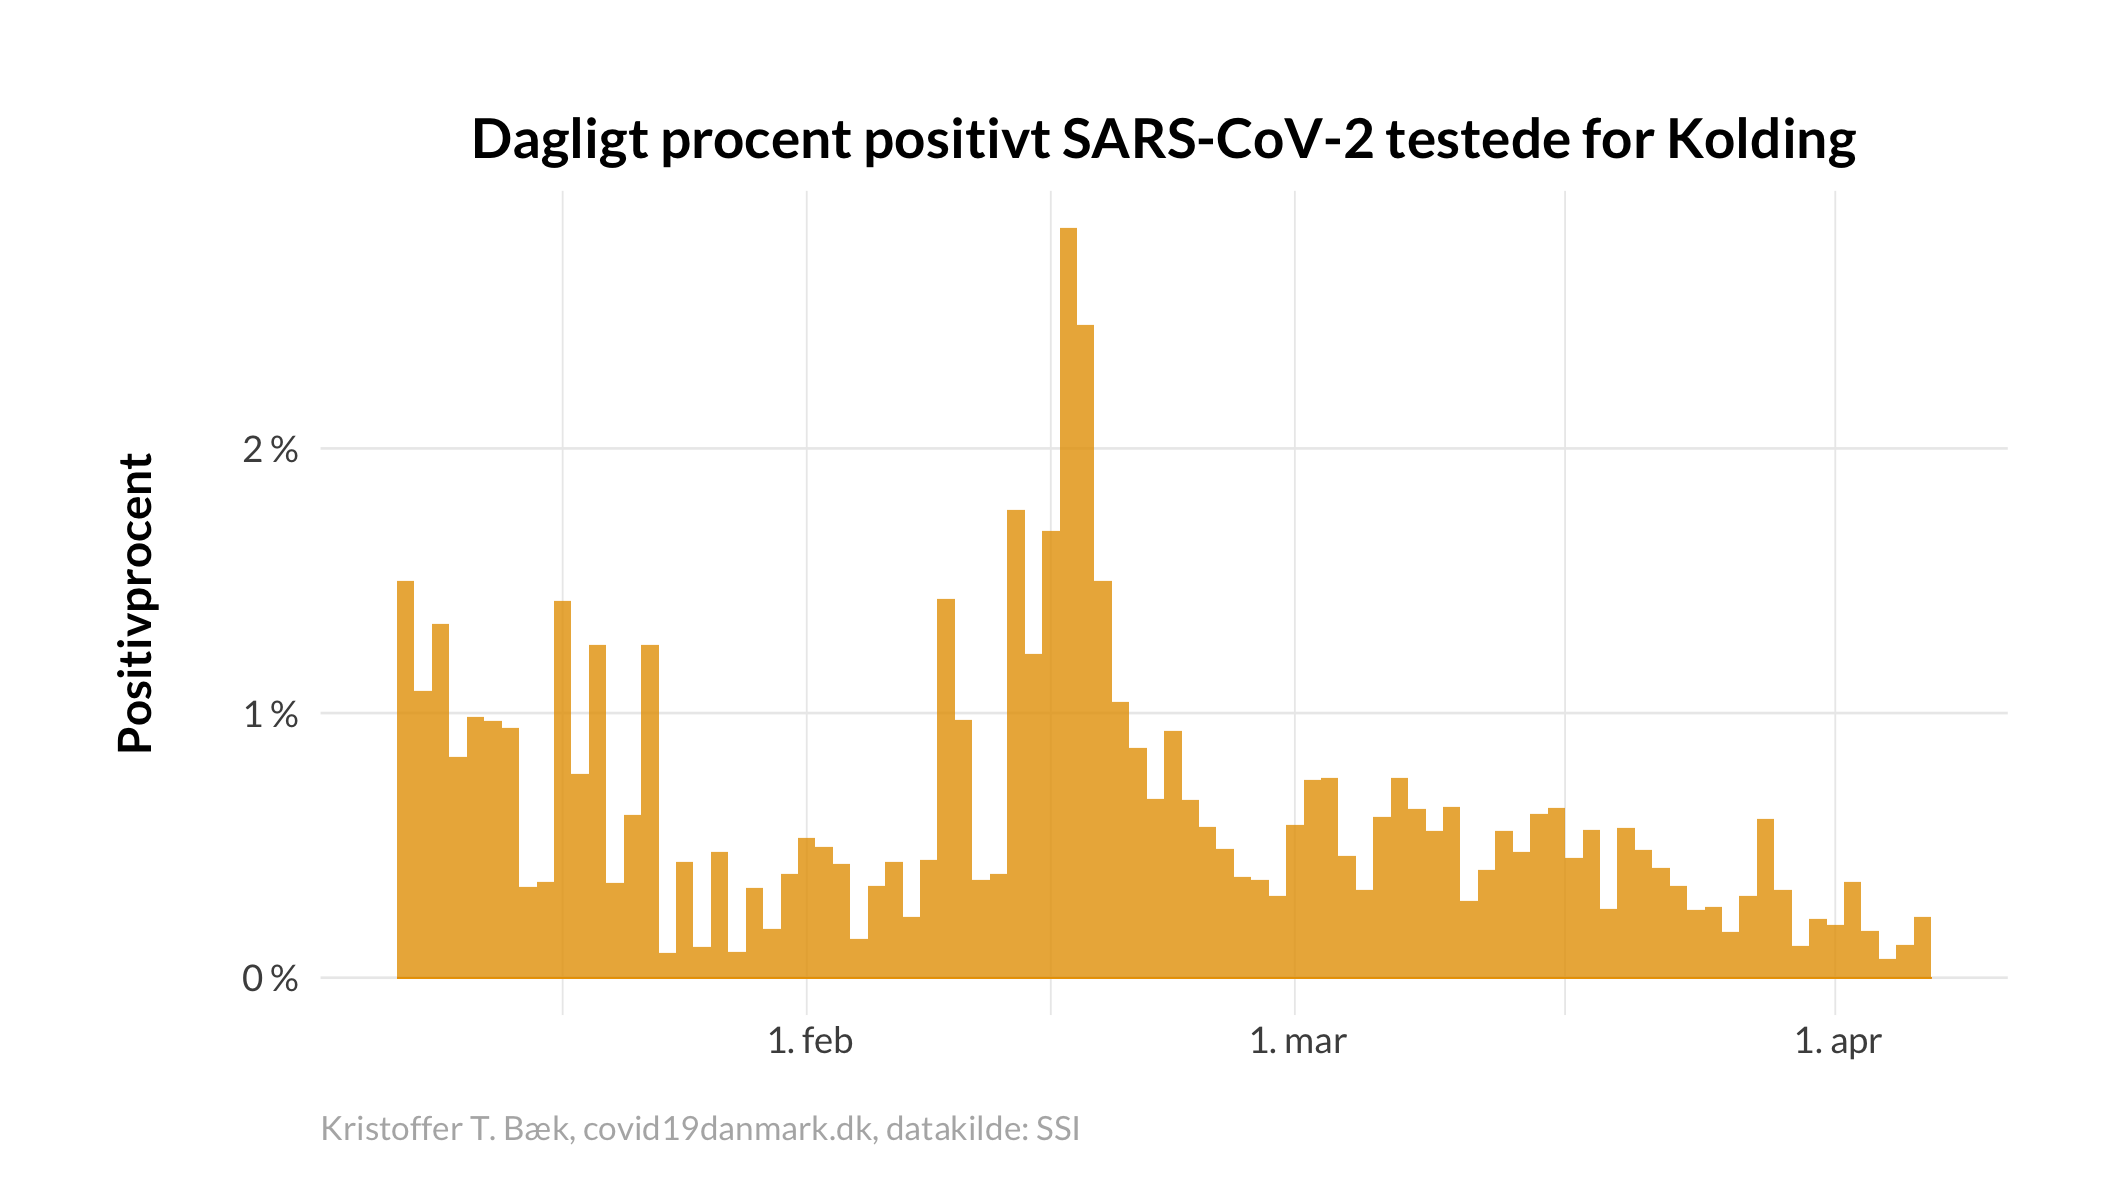 Dagligt procent positivt SARS-CoV-2 testede for Kolding
Positivprocent
2 %
1 %
0 %
1. feb
1. mar
1. apr
Kristoffer T. Bæk, covid19danmark.dk, datakilde: SSI